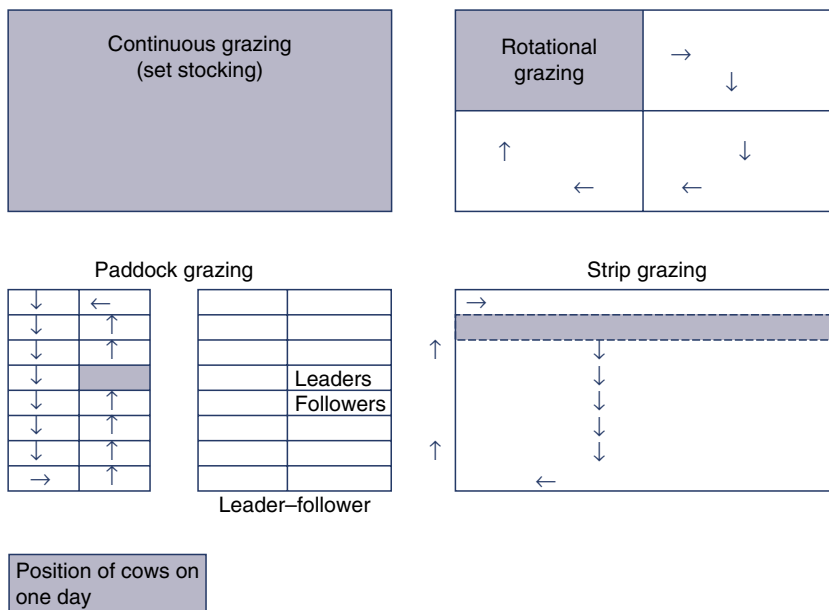 Continuous grazing
(set stocking)
Rotational
grazing
Paddock grazing
Strip grazing
Leaders
Followers
Leader–follower
Position of cows on
one day